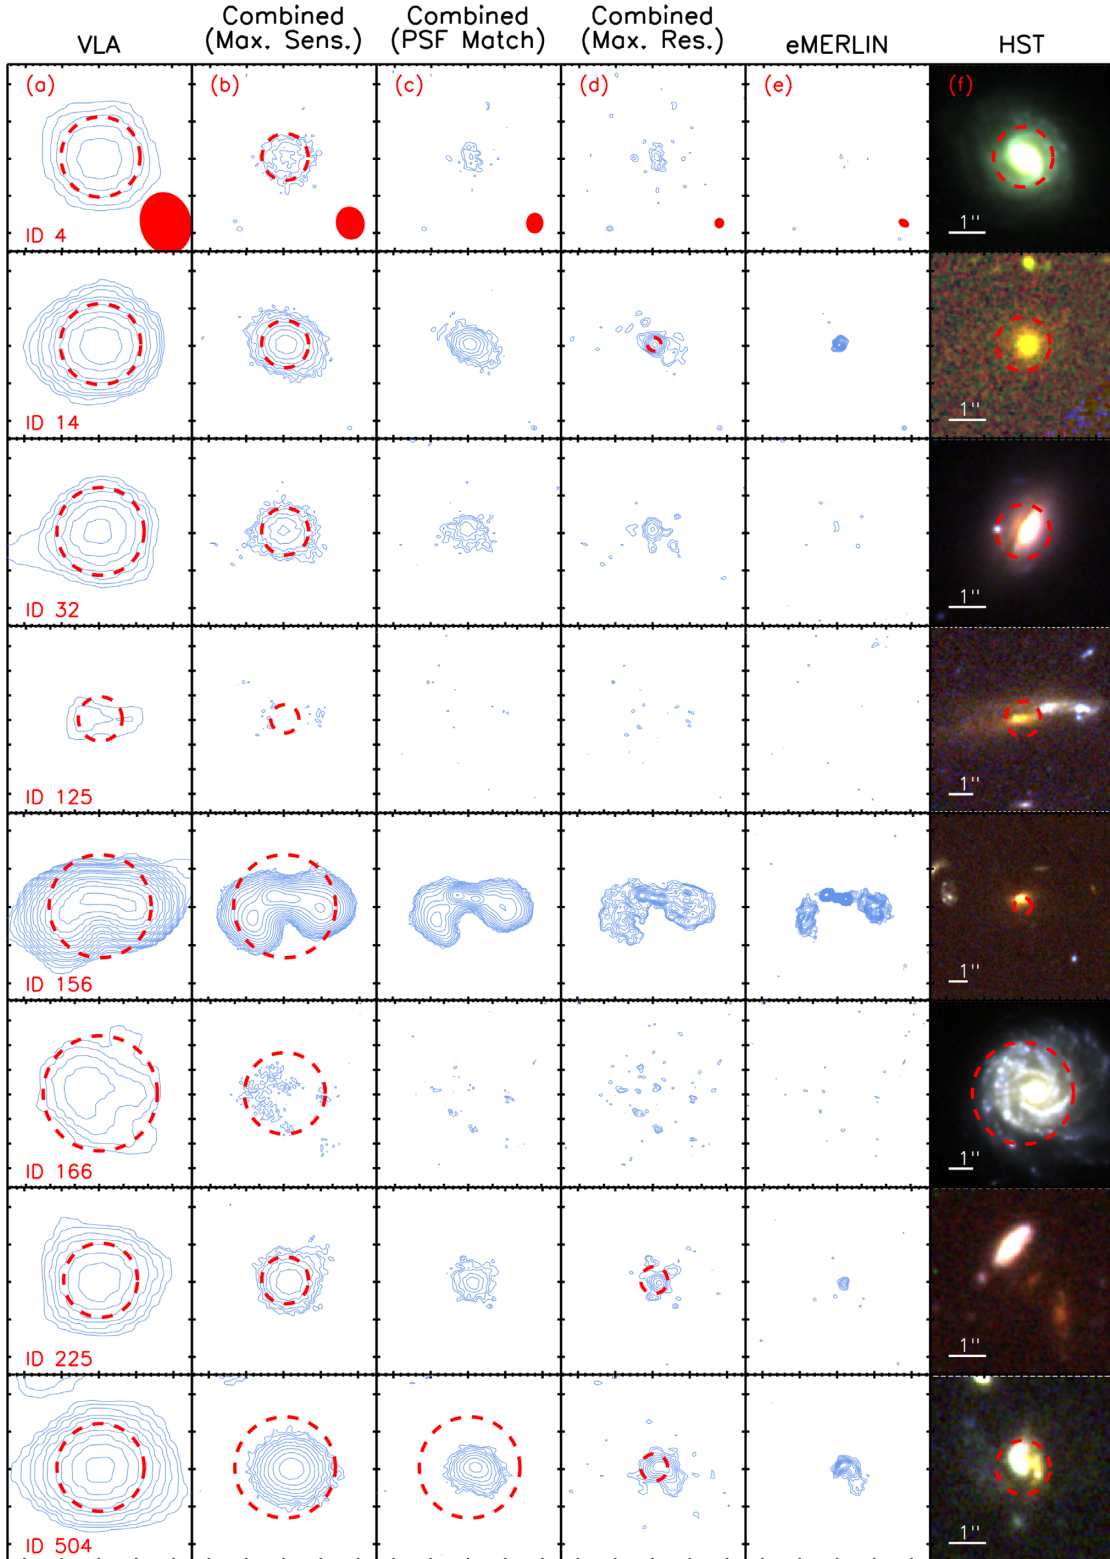 VLA
Combined
(Max. Sens.)
Combined
(PSF Match)
Combined
(Max. Res.)
eMERLIN
HST
(a)
(b)
(c)
(d)
(e)
(f)
ID 4
1"
ID 14
1"
ID 32
1"
ID 125
1"
ID 156
1"
ID 166
1"
ID 225
1"
ID 504
1"